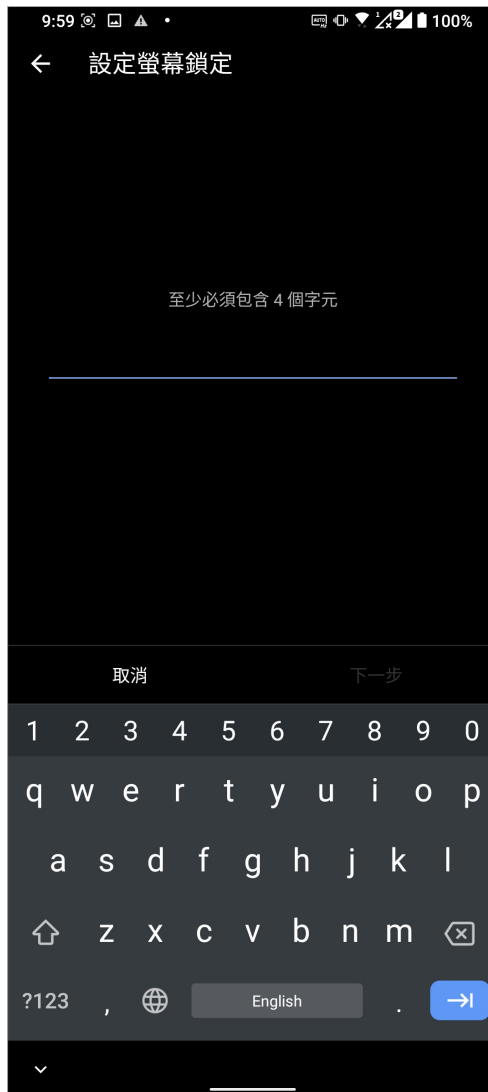 9:59 100%
設定螢幕鎖定
至少必須包含 4 個字元
取消 下一步
1 2 3 4 5 6 7 8 9 0
q w e r t y u i o p
a s d f g h j k l
z x c v b n m
?123 , English .